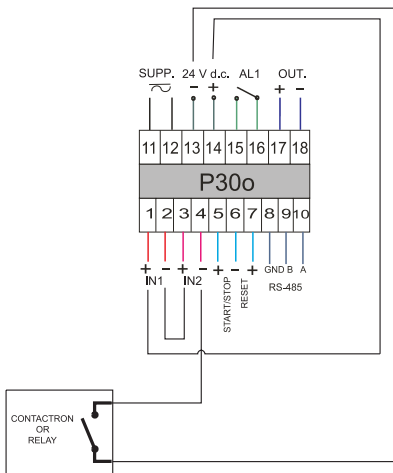 SUPP. 24 V d.c. AL1 OUT.
- + + -
11 12 13 14 15 16 17 18
P30o
1 2 3 4 5 6 7 8 9 10
+ - + - + - + GND B A
IN1 IN2 START/STOP RESET RS-485
CONTACTRON
OR
RELAY